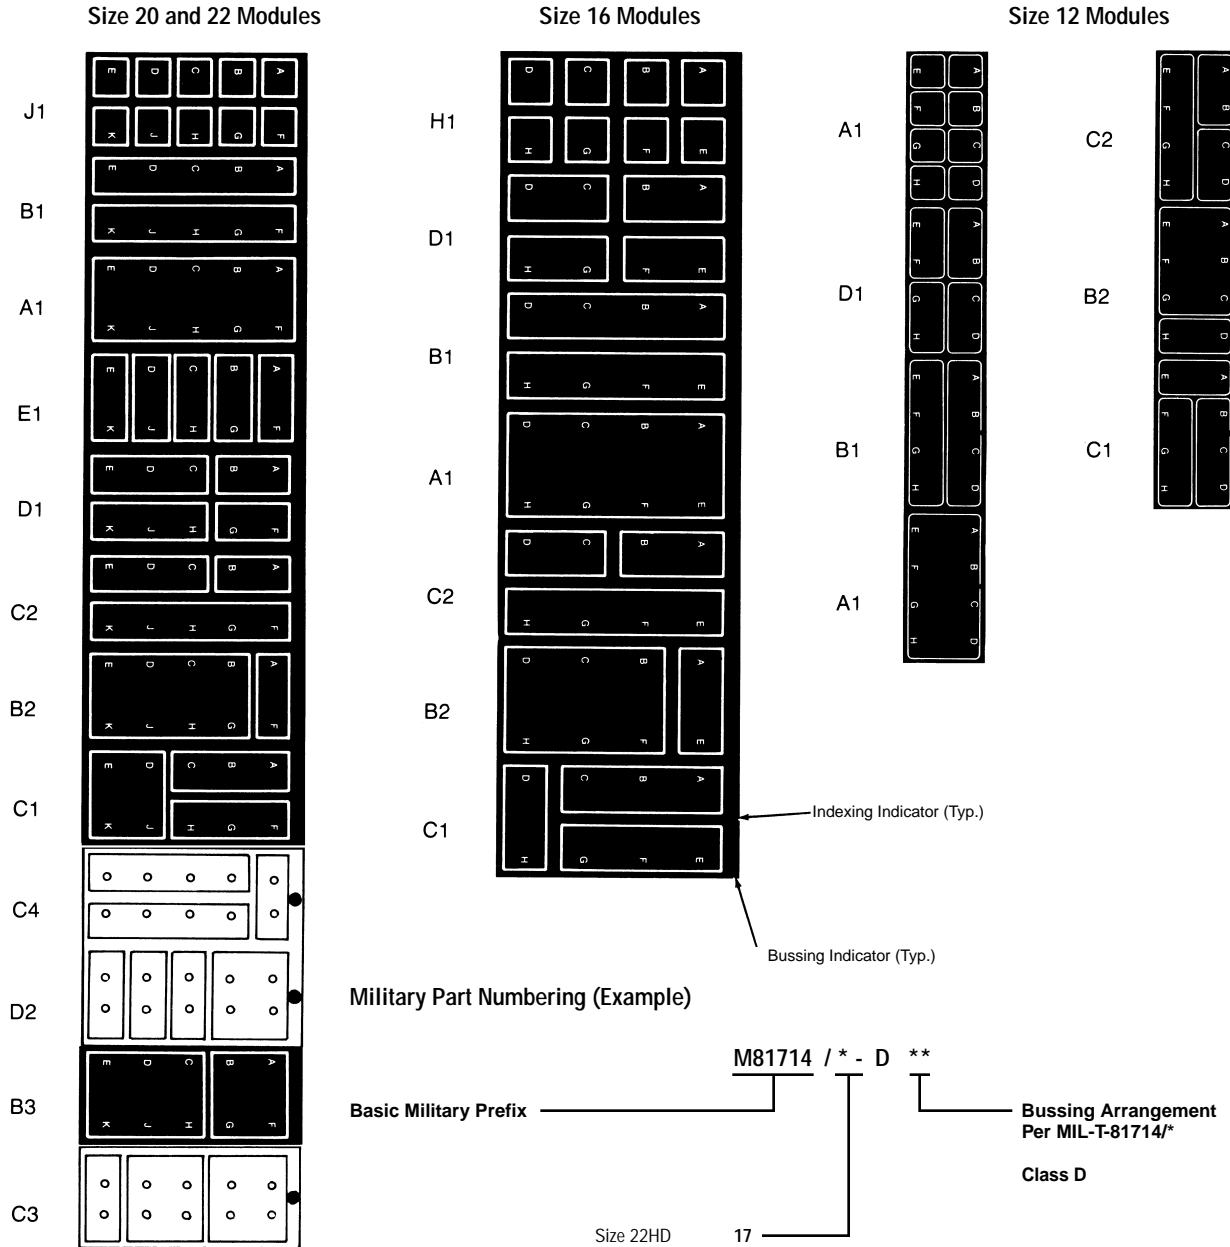 Size 20 and 22 Modules
J1
E D C B A
K J H G F
B1
E D C B A
K J H G F
A1
E D C B A
K J H G F
E1
E D C B A
K J H G F
D1
E D C B A
K J H G F
C2
E D C B A
K J H G F
B2
E D C B A
K J H G F
C1
E D C B A
K J H G F
C4
D2
B3
E D C B A
K J H G F
C3
Size 16 Modules
H1
D C B A
H G F E
D1
D C B A
H G F E
B1
D C B A
H G F E
A1
D C B A
H G F E
C2
D C B A
H G F E
B2
D C B A
H G F E
C1
D C B A
H G F E
Indexing Indicator (Typ.)
Bussing Indicator (Typ.)
Size 12 Modules
A1
E A
F B
G C
H D
D1
E A
F B
G C
H D
B1
E A
F B
G C
H D
A1
E A
F B
G C
H D
C2
E A
F B
G C
H D
B2
E A
F B
G C
H D
C1
E A
F B
G C
H D
Military Part Numbering (Example)
M81714 / * - D **
Basic Military Prefix
Bussing Arrangement
Per MIL-T-81714/*
Class D
Size 22HD 17